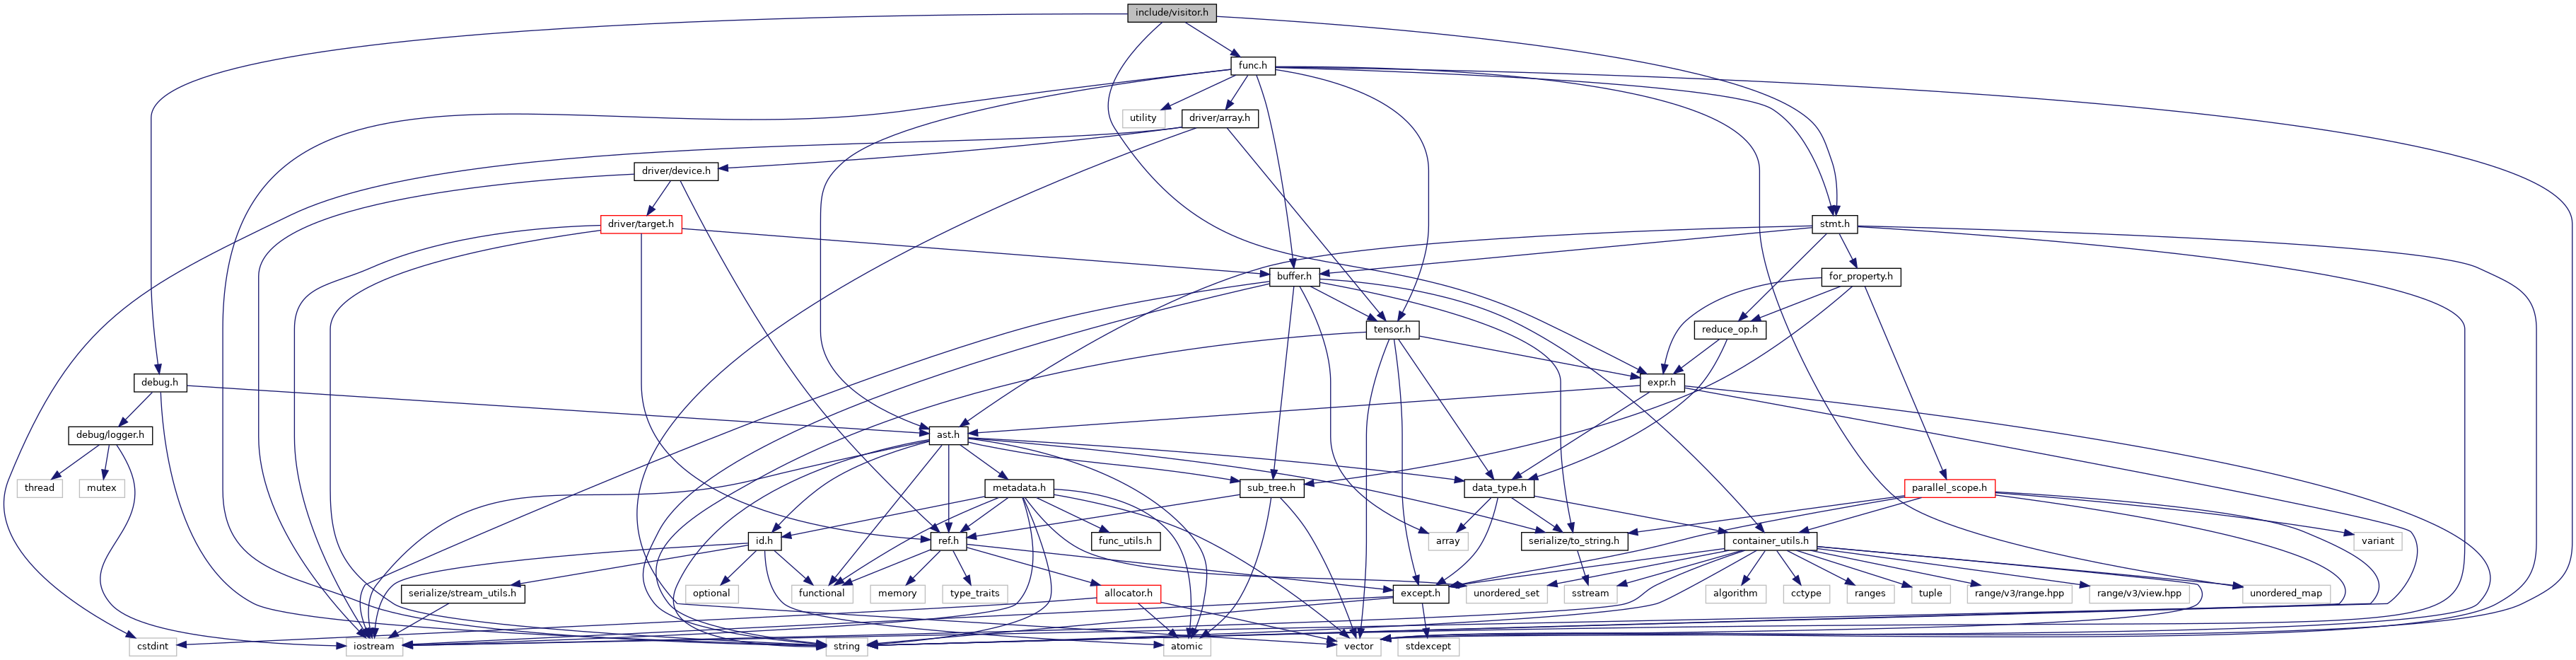 include/visitor.h
func.h
utility
driver/array.h
driver/device.h
driver/target.h
stmt.h
buffer.h
for_property.h
tensor.h
reduce_op.h
debug.h
expr.h
debug/logger.h
ast.h
thread
mutex
metadata.h
sub_tree.h
data_type.h
parallel_scope.h
id.h
ref.h
func_utils.h
array
serialize/to_string.h
container_utils.h
variant
serialize/stream_utils.h
optional
functional
memory
type_traits
allocator.h
except.h
unordered_set
sstream
algorithm
cctype
ranges
tuple
range/v3/range.hpp
range/v3/view.hpp
unordered_map
cstdint
iostream
string
atomic
vector
stdexcept